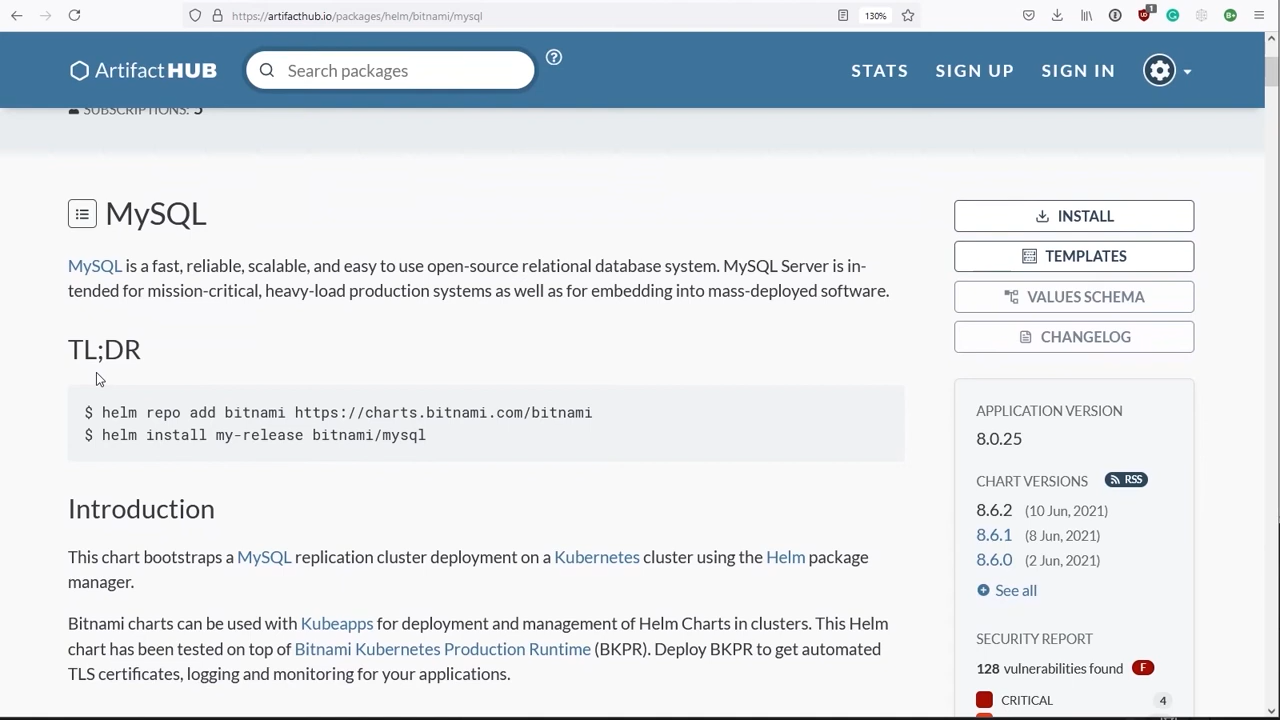 https://artifacthub.io/packages/helm/bitnami/mysql
130%
1
B+
Artifact HUB
Search packages
?
STATS
SIGN UP
SIGN IN
SUBSCRIPTIONS: 5
MySQL
MySQL is a fast, reliable, scalable, and easy to use open-source relational database system. MySQL Server is in-
tended for mission-critical, heavy-load production systems as well as for embedding into mass-deployed software.
TL;DR
$ helm repo add bitnami https://charts.bitnami.com/bitnami
$ helm install my-release bitnami/mysql
Introduction
This chart bootstraps a MySQL replication cluster deployment on a Kubernetes cluster using the Helm package
manager.
Bitnami charts can be used with Kubeapps for deployment and management of Helm Charts in clusters. This Helm
chart has been tested on top of Bitnami Kubernetes Production Runtime (BKPR). Deploy BKPR to get automated
TLS certificates, logging and monitoring for your applications.
INSTALL
TEMPLATES
VALUES SCHEMA
CHANGELOG
APPLICATION VERSION
8.0.25
CHART VERSIONS RSS
8.6.2 (10 Jun, 2021)
8.6.1 (8 Jun, 2021)
8.6.0 (2 Jun, 2021)
See all
SECURITY REPORT
128 vulnerabilities found F
CRITICAL 4